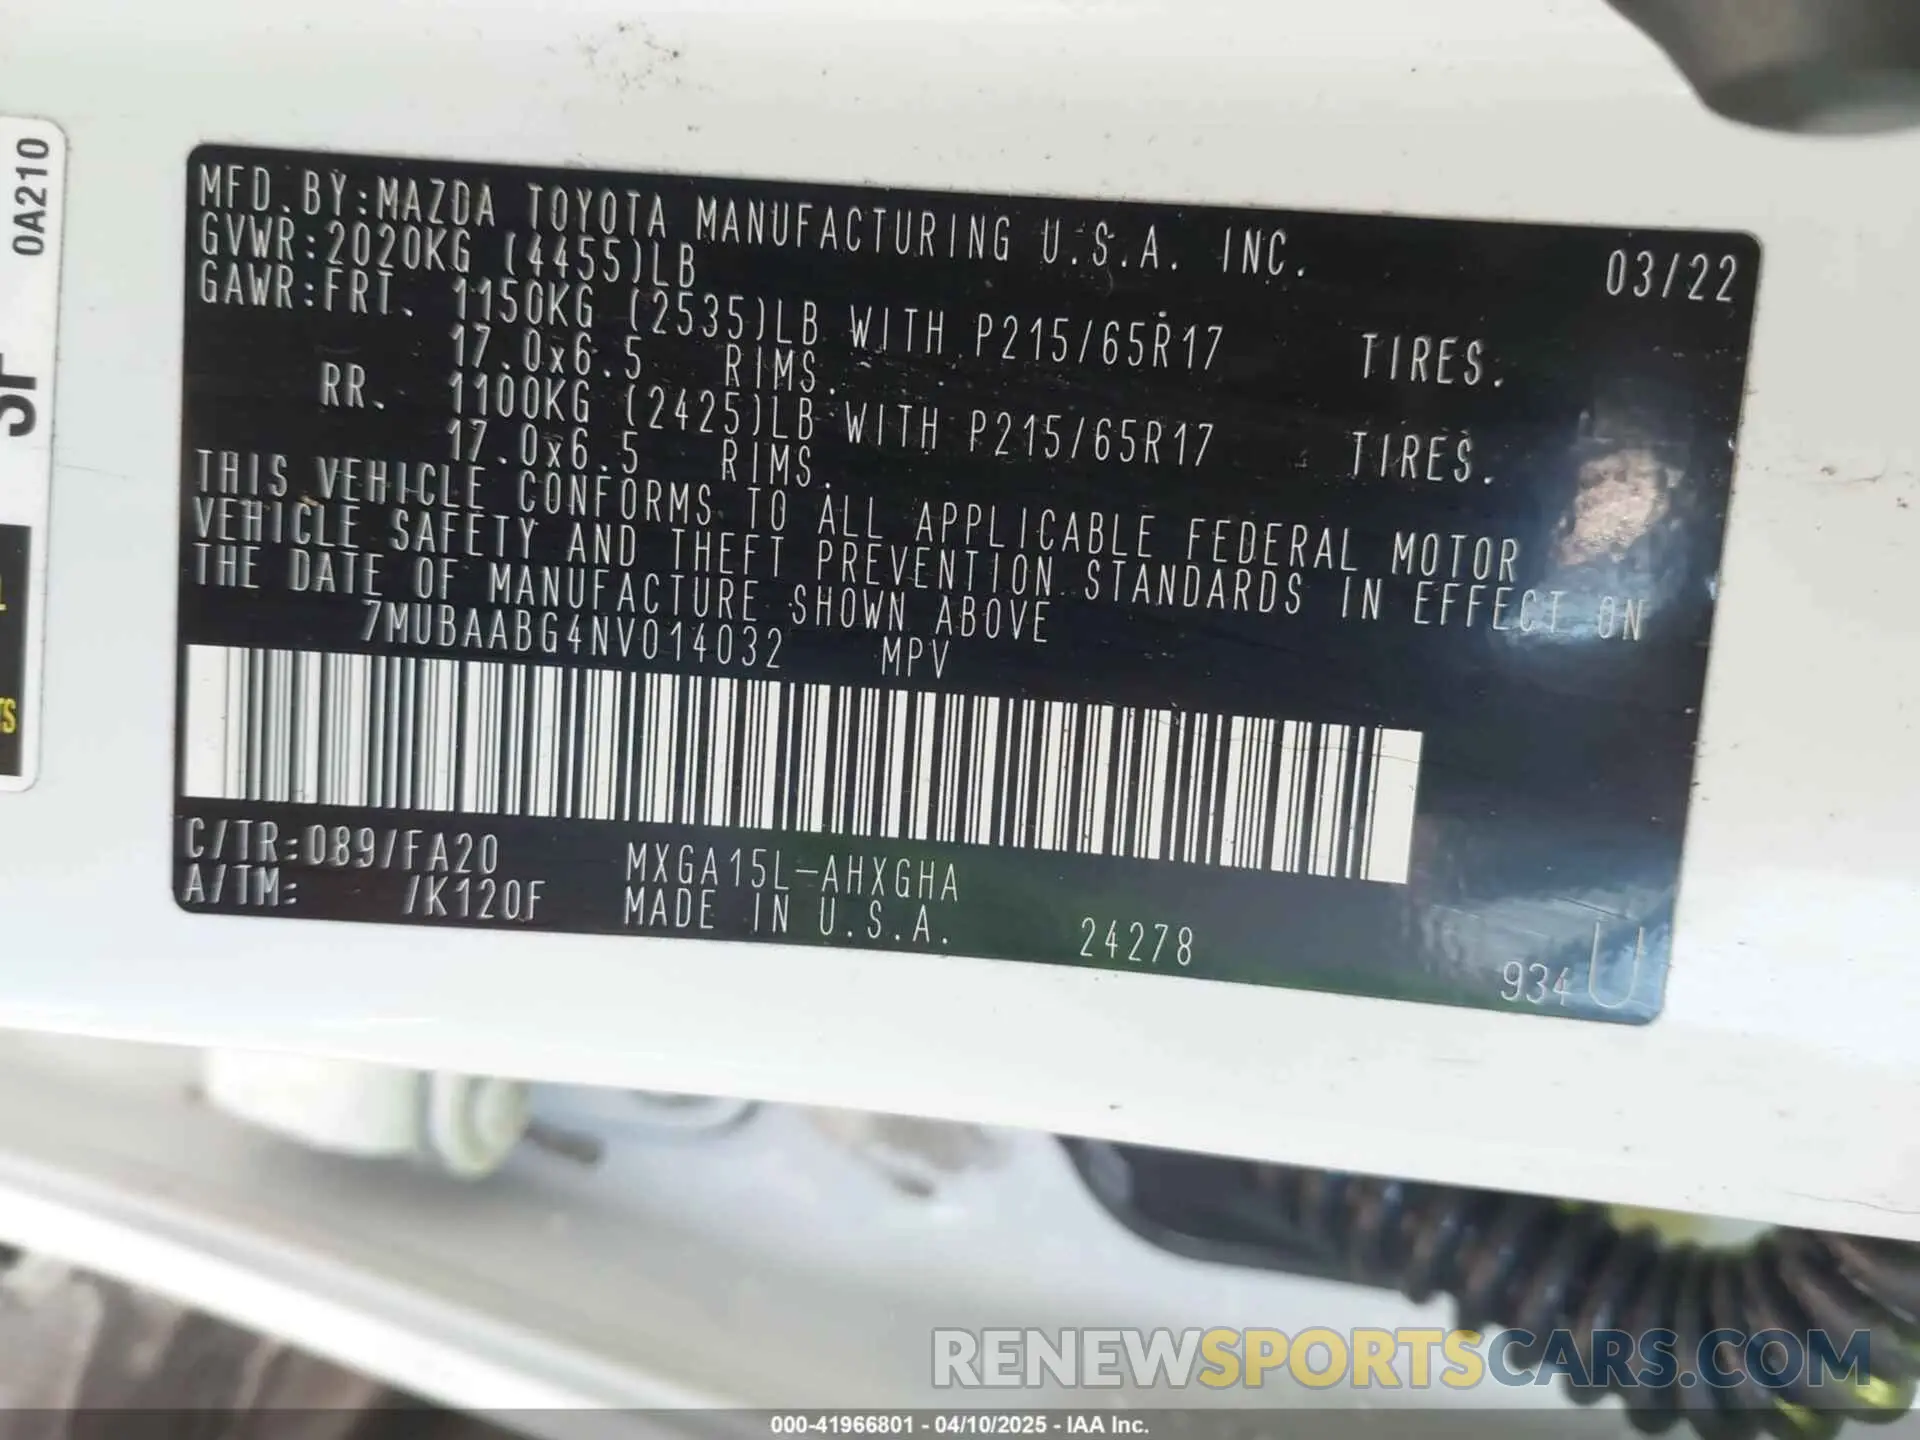 MFD. BY:MAZDA TOYOTA MANUFACTURING U.S.A. INC. 03/22
GVWR:2020KG (4455)LB
GAWR:FRT. 1150KG (2535)LB WITH P215/65R17 TIRES.
17.0x6.5 RIMS.
RR. 1100KG (2425)LB WITH P215/65R17 TIRES.
17.0x6.5 RIMS.
THIS VEHICLE CONFORMS TO ALL APPLICABLE FEDERAL MOTOR
VEHICLE SAFETY AND THEFT PREVENTION STANDARDS IN EFFECT ON
THE DATE OF MANUFACTURE SHOWN ABOVE
7MUBAABG4NV014032 MPV
C/TR:089/FA20 MXGA15L-AHXGHA
A/TM: /K120F MADE IN U.S.A. 24278
934 U
0A210
RENEWSPORTSCARS.COM
000-41966801 - 04/10/2025 - IAA Inc.